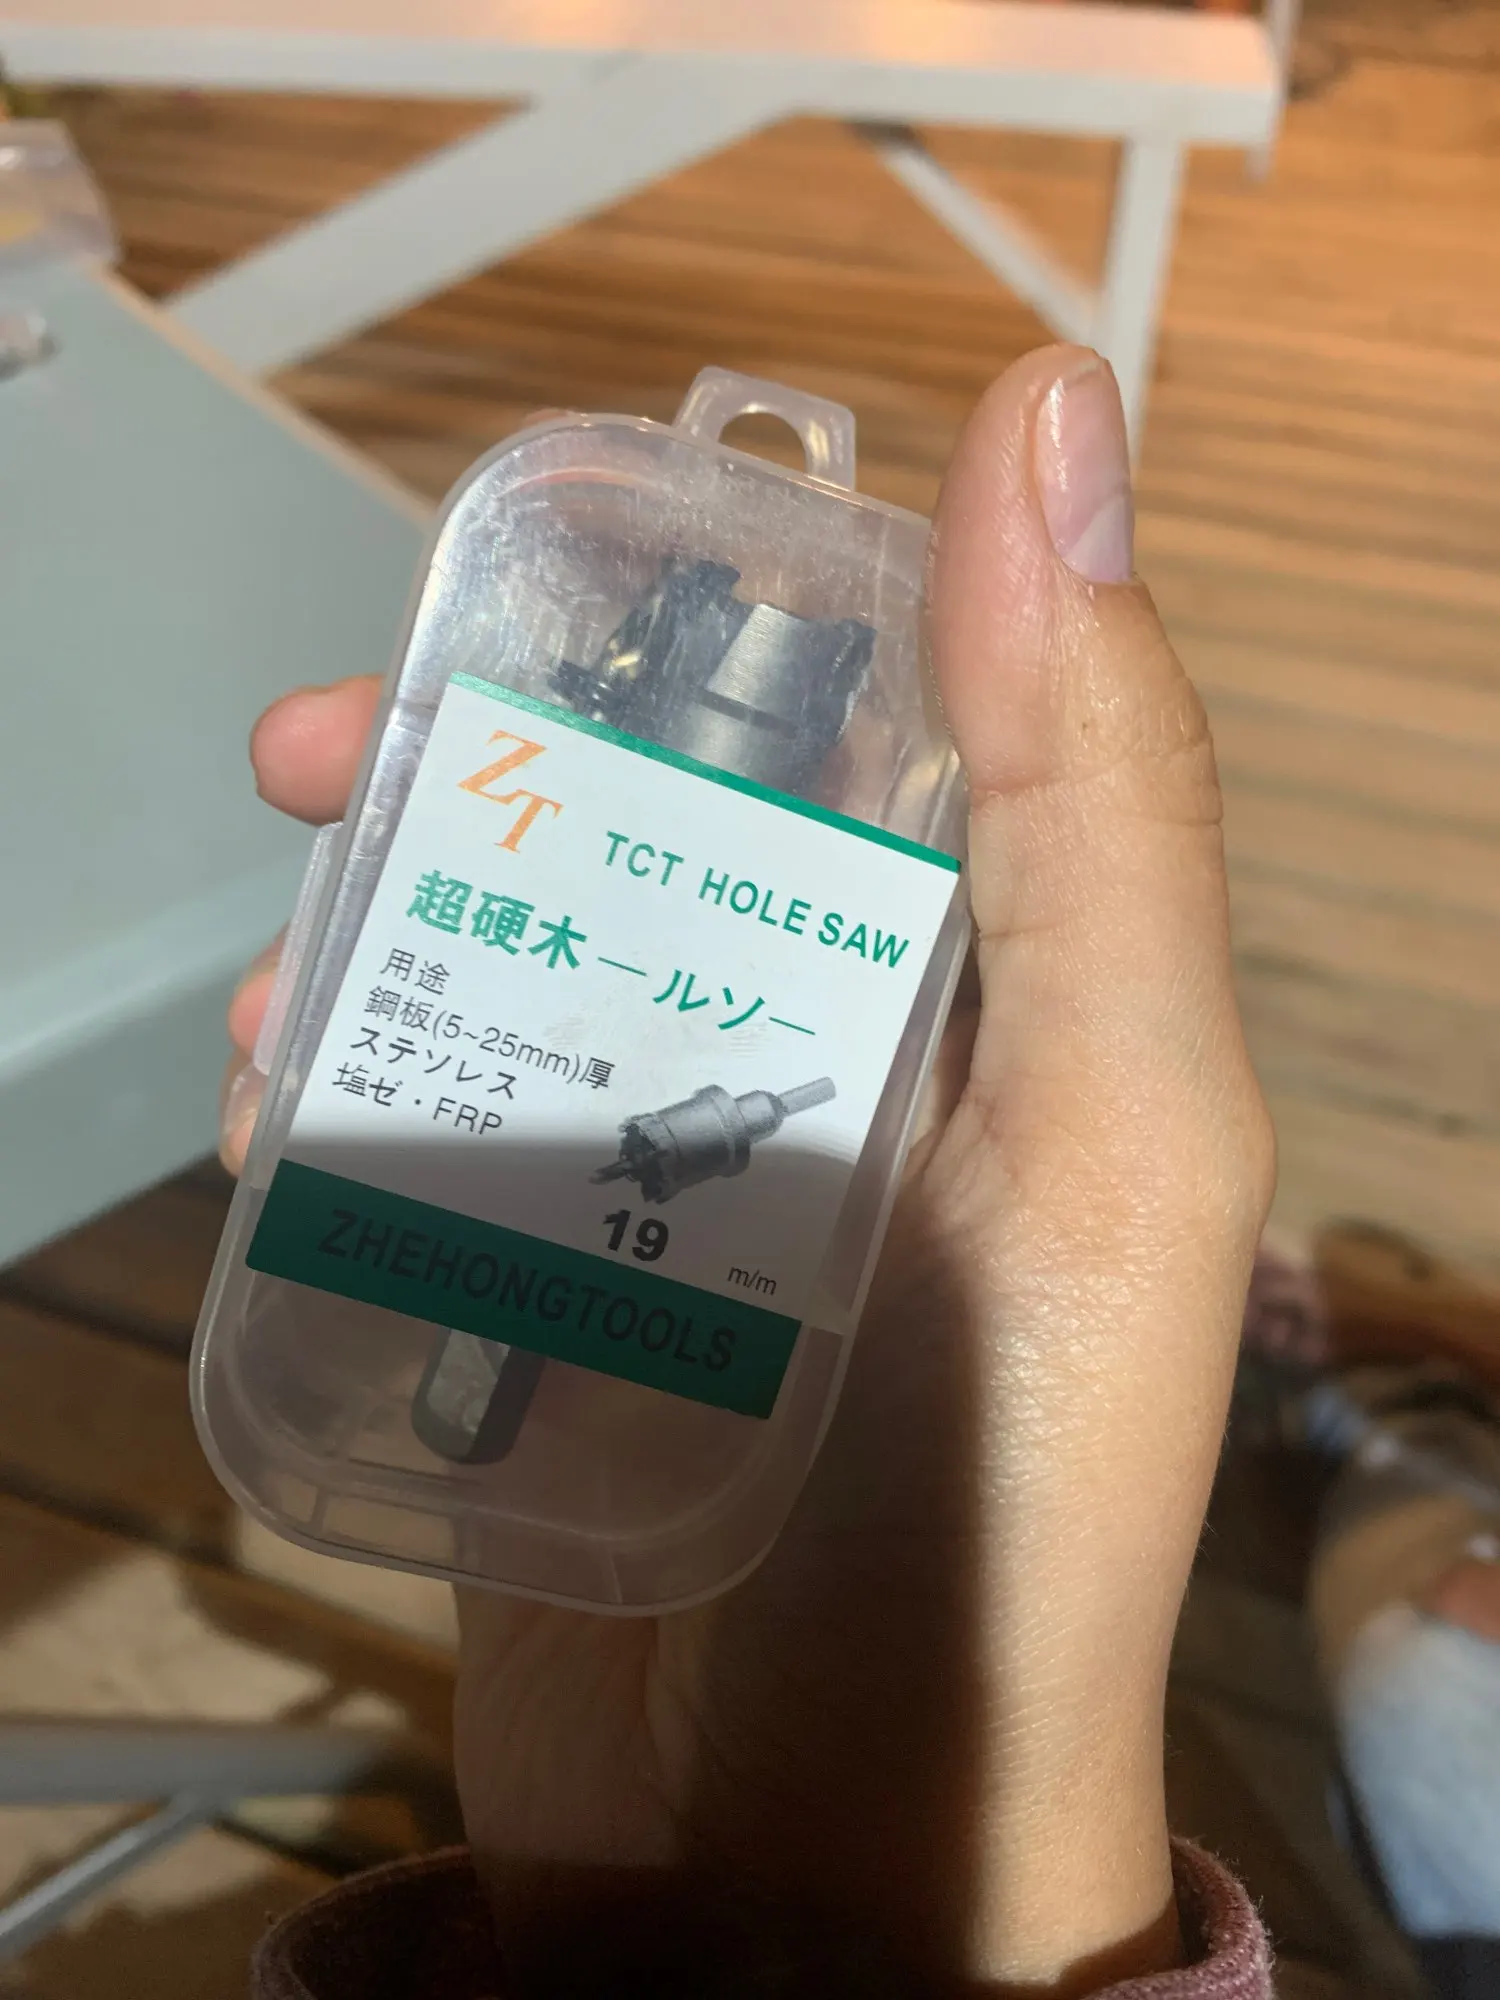 ZT
TCT HOLE SAW
超硬木ールソー
用途
鋼板(5~25mm)厚
ステソレス
塩ゼ・FRP
19 m/m
ZHEHONGTOOLS